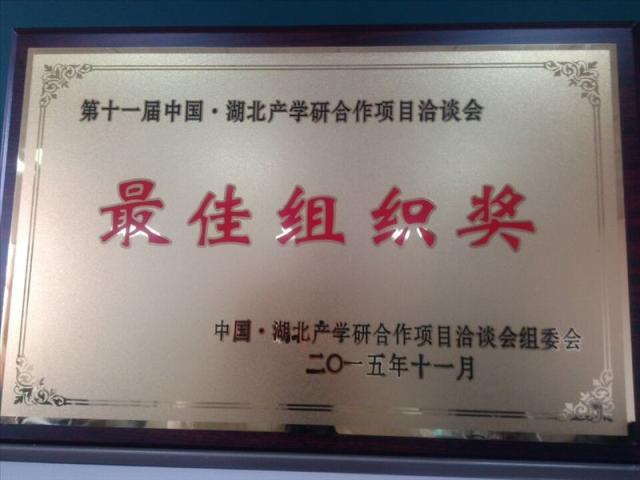 第十一届中国·湖北产学研合作项目洽谈会
最佳组织奖
中国·湖北产学研合作项目洽谈会组委会
二〇一五年十一月